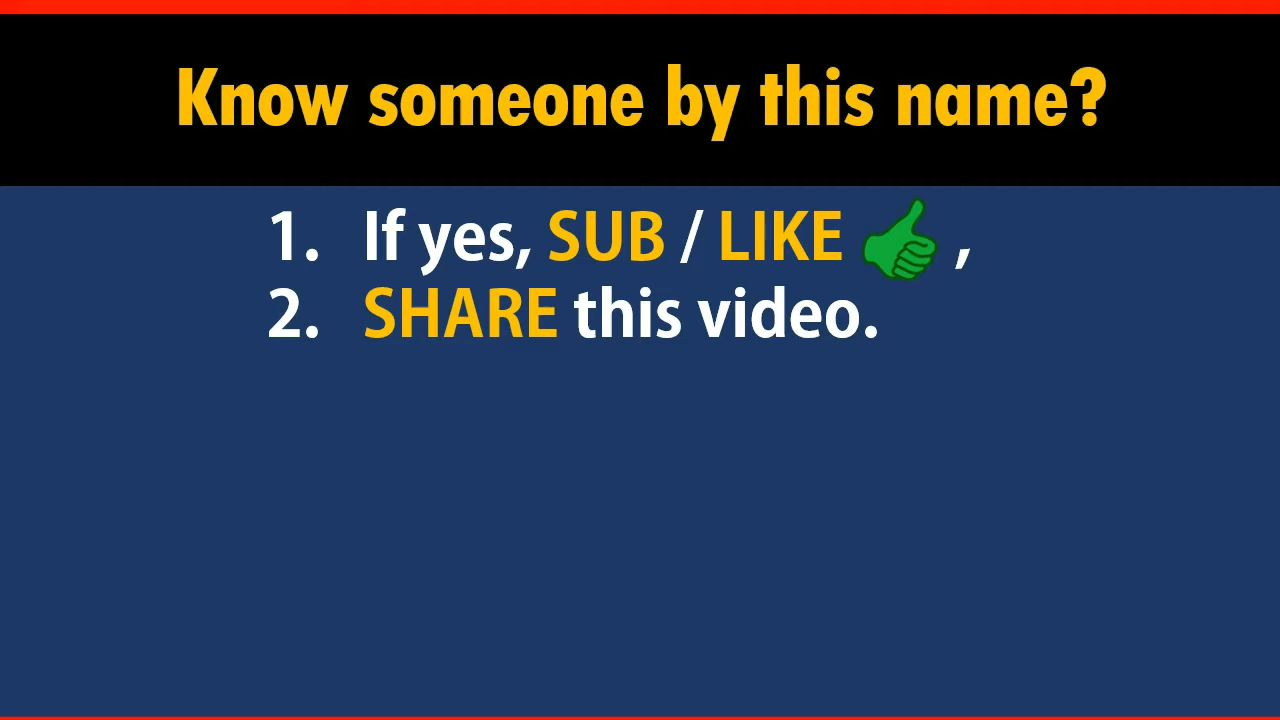 Know someone by this name?
1. If yes, SUB / LIKE ,
2. SHARE this video.